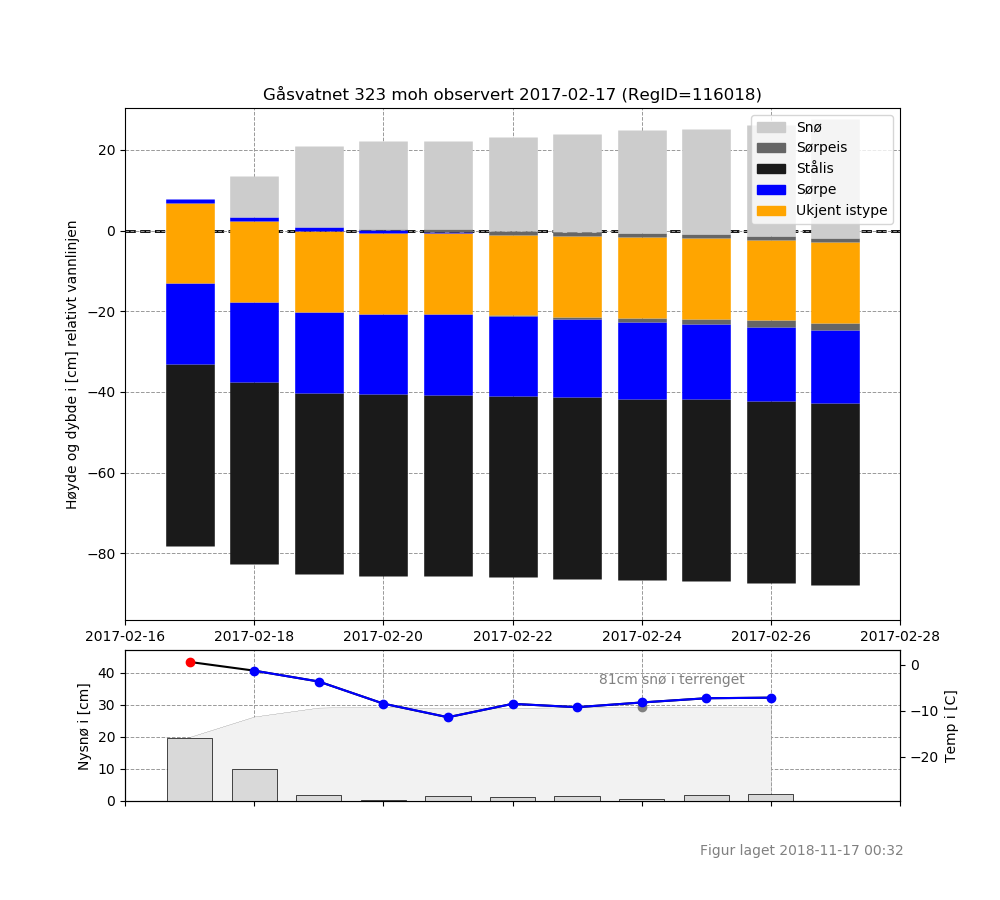 Gåsvatnet 323 moh observert 2017-02-17 (RegID=116018)
Snø
Sørpeis
Stålis
Sørpe
Ukjent istype
Høyde og dybde i [cm] relativt vannlinjen
20
0
−20
−40
−60
−80
2017-02-16 2017-02-18 2017-02-20 2017-02-22 2017-02-24 2017-02-26 2017-02-28
81cm snø i terrenget
Nysnø i [cm]
40
30
20
10
0
0
−10
−20
Temp i [C]
Figur laget 2018-11-17 00:32